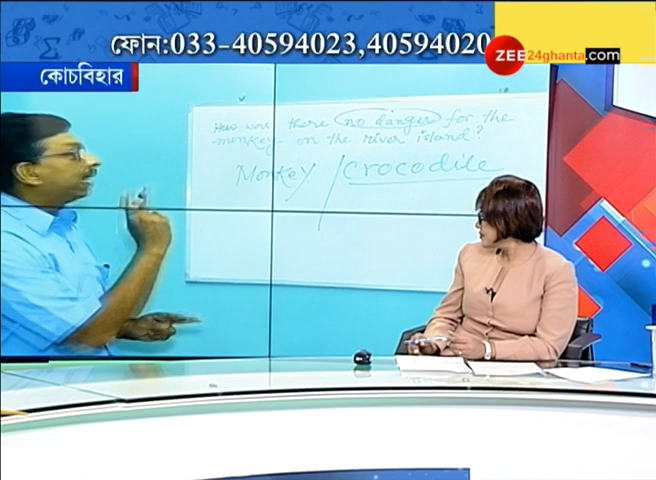 ফোন:033-40594023,40594020
ZEE24ghanta.com
কোচবিহার
How were there no danger for the
monkey on the river island?
Monkey / crocodile